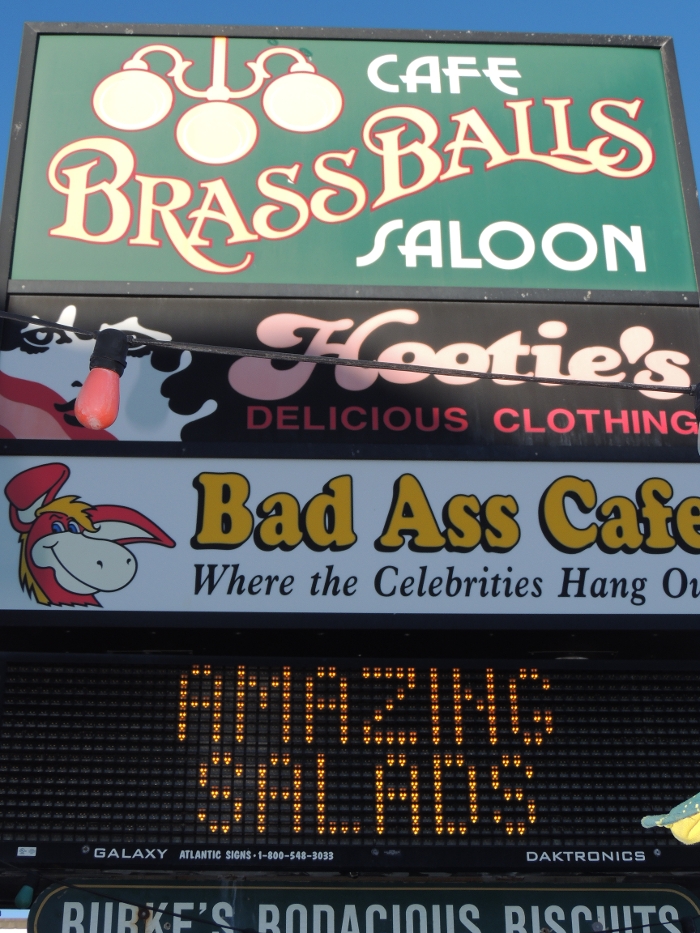 CAFE
BRASS BALLS
SALOON
Hootie's
DELICIOUS CLOTHING
Bad Ass Cafe
Where the Celebrities Hang Ou
AMAZING
SALADS
GALAXY ATLANTIC SIGNS • 1-800-548-3033 DAKTRONICS
BURKE'S BODACIOUS BISCUITS